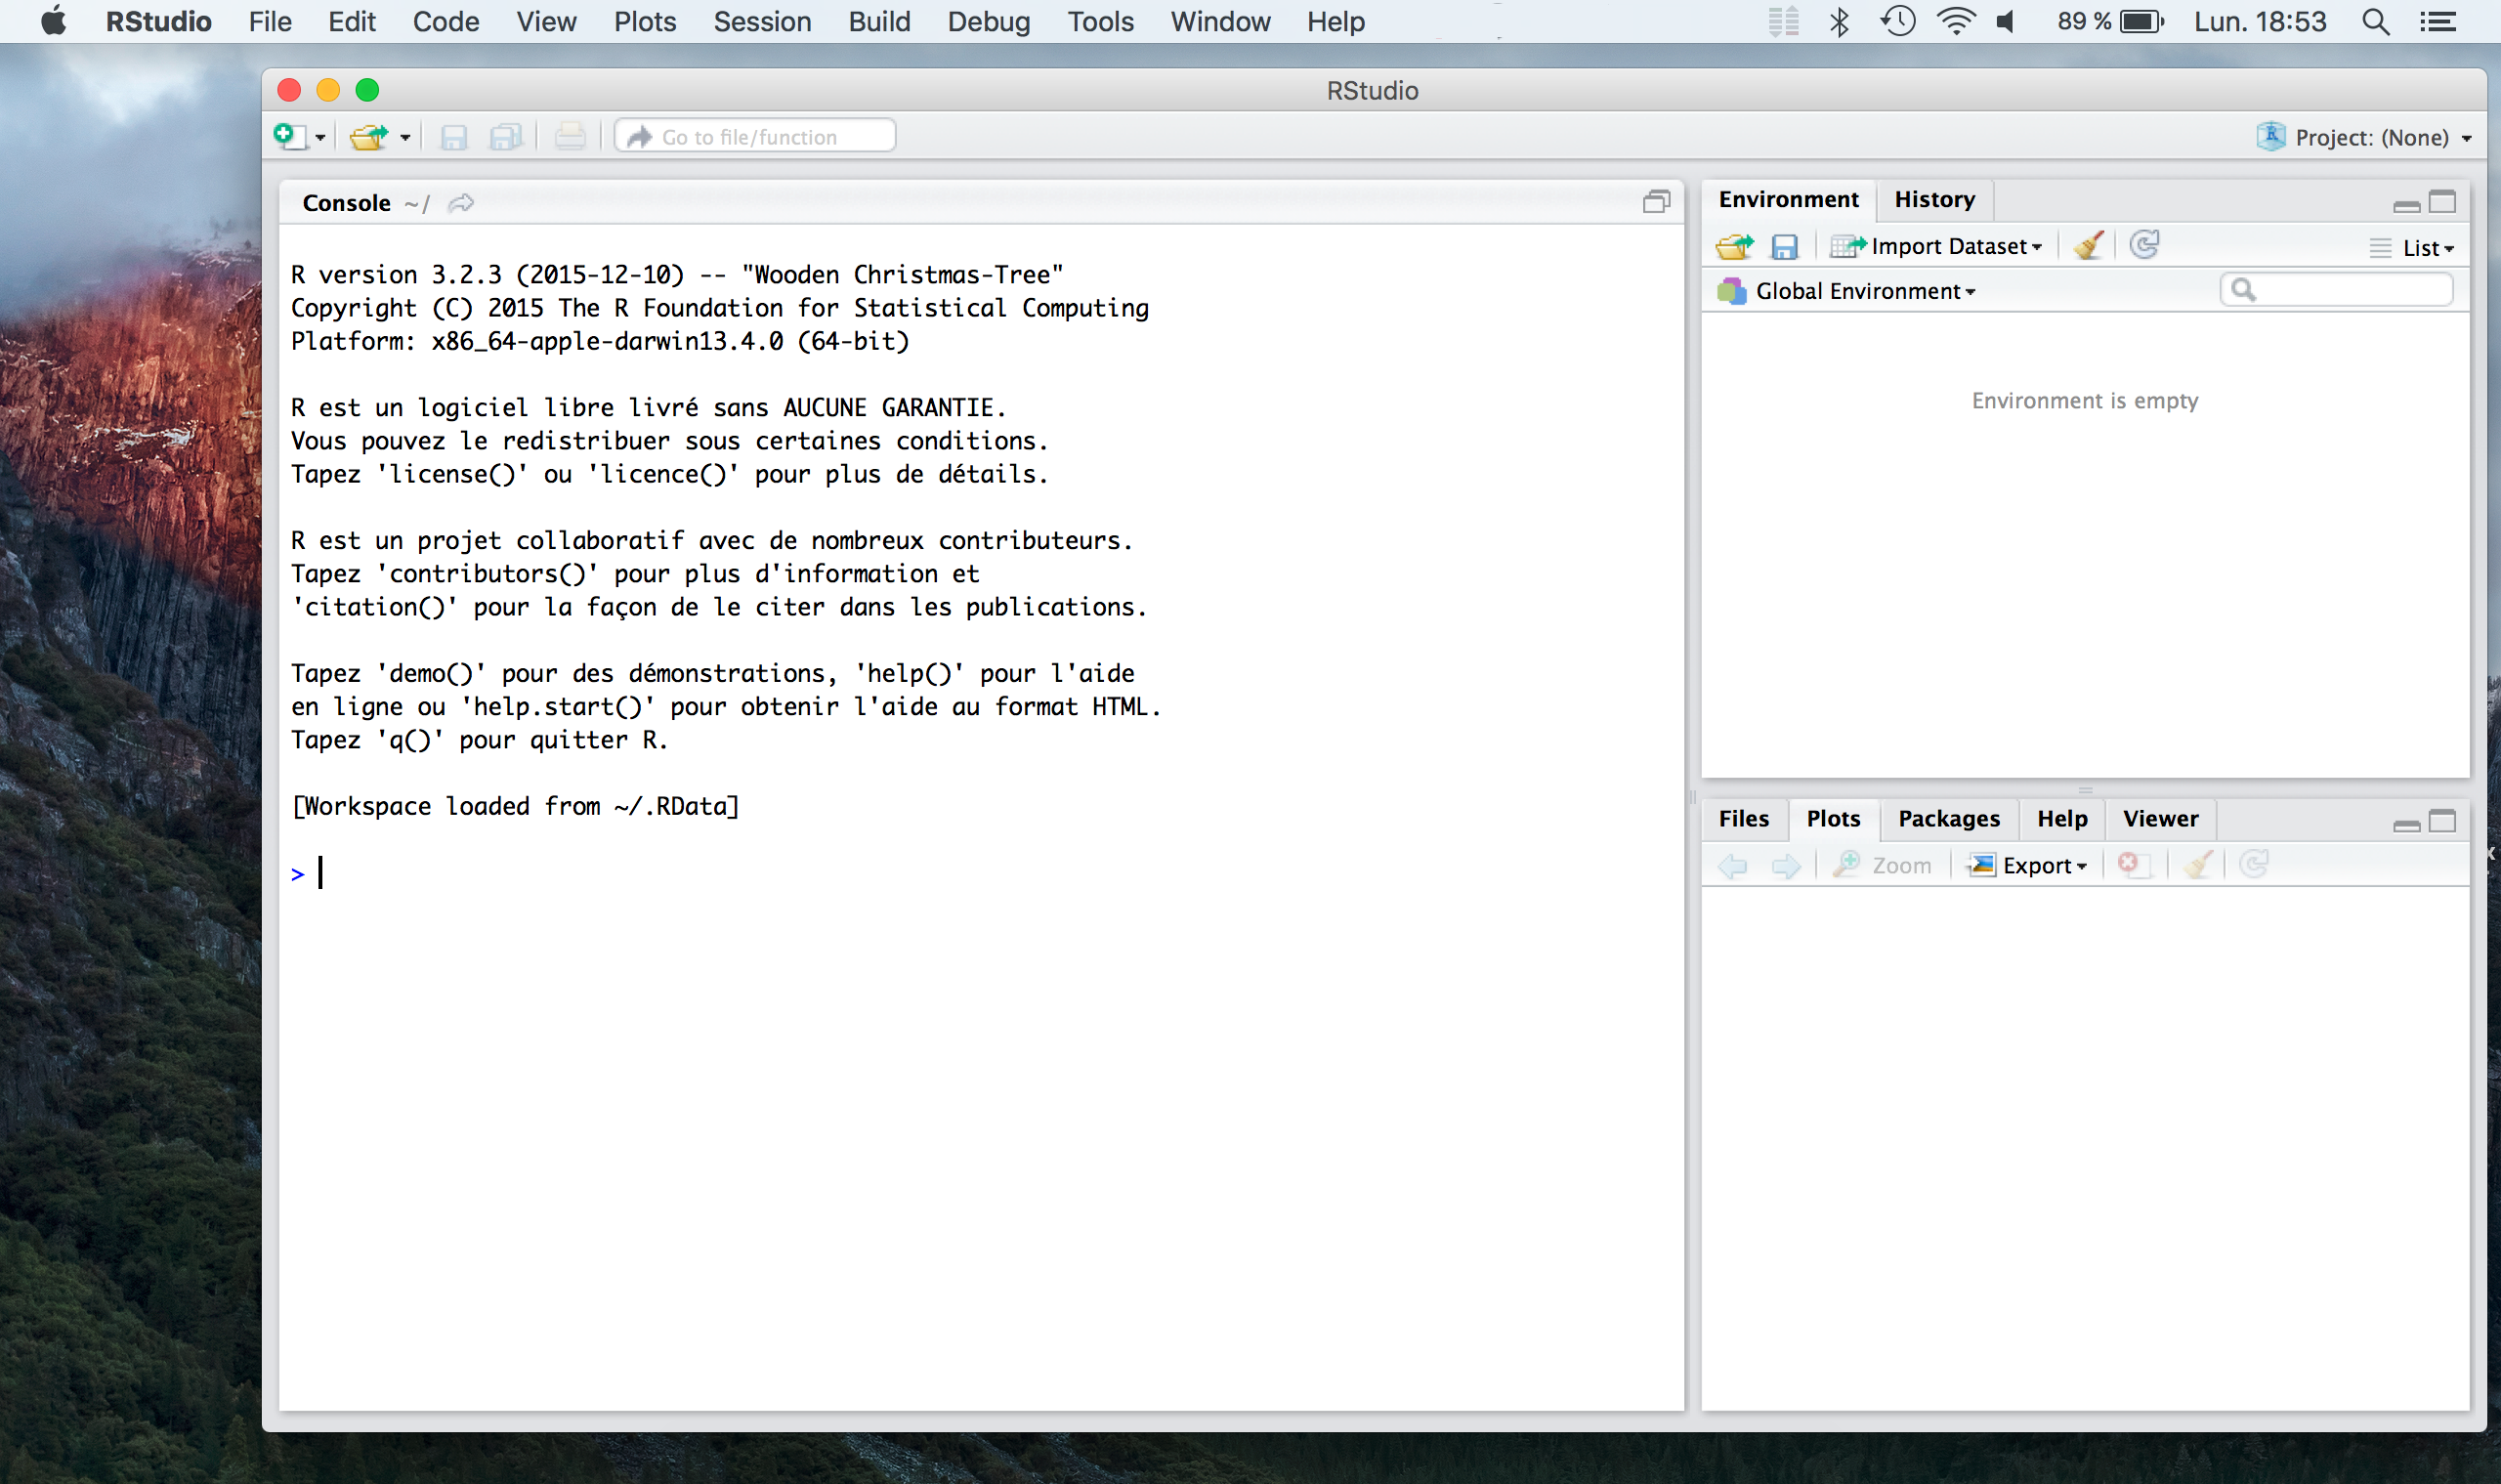 RStudio File Edit Code View Plots Session Build Debug Tools Window Help 89 % Lun. 18:53
RStudio
Go to file/function Project: (None)
Console ~/
R version 3.2.3 (2015-12-10) -- "Wooden Christmas-Tree"
Copyright (C) 2015 The R Foundation for Statistical Computing
Platform: x86_64-apple-darwin13.4.0 (64-bit)
R est un logiciel libre livré sans AUCUNE GARANTIE.
Vous pouvez le redistribuer sous certaines conditions.
Tapez 'license()' ou 'licence()' pour plus de détails.
R est un projet collaboratif avec de nombreux contributeurs.
Tapez 'contributors()' pour plus d'information et
'citation()' pour la façon de le citer dans les publications.
Tapez 'demo()' pour des démonstrations, 'help()' pour l'aide
en ligne ou 'help.start()' pour obtenir l'aide au format HTML.
Tapez 'q()' pour quitter R.
[Workspace loaded from ~/.RData]
>
Environment History
Import Dataset List
Global Environment
Environment is empty
Files Plots Packages Help Viewer
Zoom Export